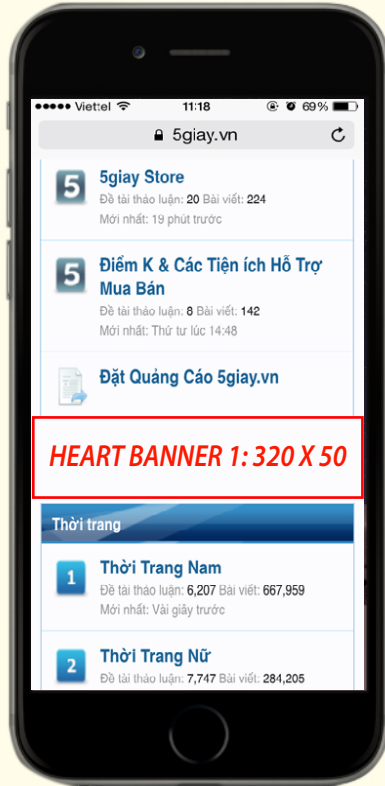 Viettel 11:18 69%
5giay.vn
5 5giay Store
Đề tài thảo luận: 20 Bài viết: 224
Mới nhất: 19 phút trước
5 Điểm K & Các Tiện ích Hỗ Trợ
Mua Bán
Đề tài thảo luận: 8 Bài viết: 142
Mới nhất: Thứ tư lúc 14:48
Đặt Quảng Cáo 5giay.vn
HEART BANNER 1: 320 X 50
Thời trang
1 Thời Trang Nam
Đề tài thảo luận: 6,207 Bài viết: 667,959
Mới nhất: Vài giây trước
2 Thời Trang Nữ
Đề tài thảo luận: 7,747 Bài viết: 284,205